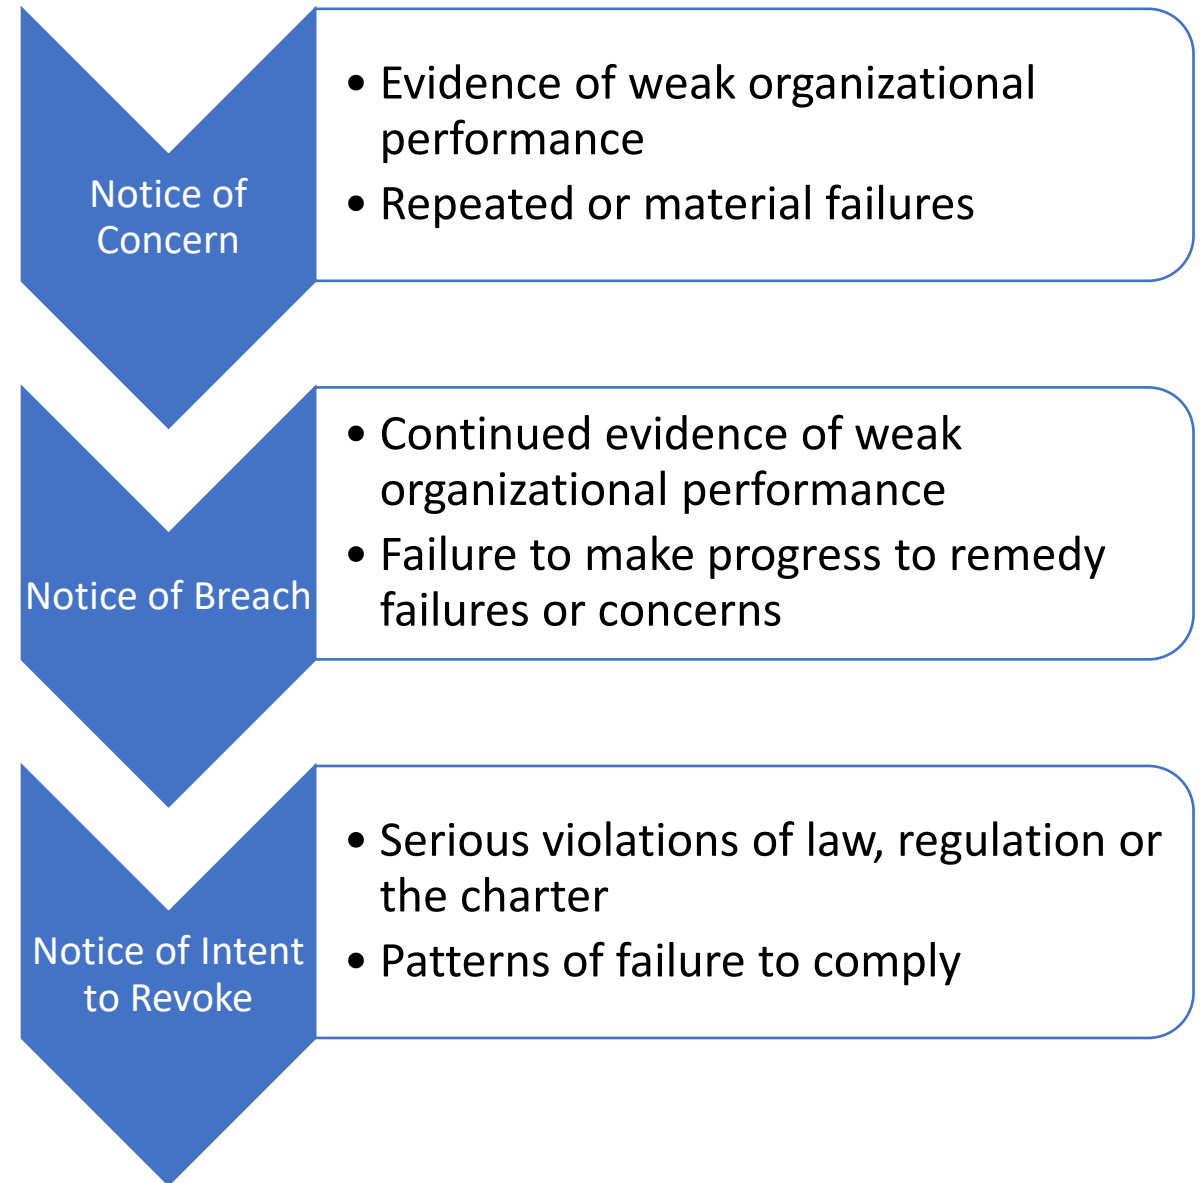 Notice of
Concern
• Evidence of weak organizational
performance
• Repeated or material failures
Notice of Breach
• Continued evidence of weak
organizational performance
• Failure to make progress to remedy
failures or concerns
Notice of Intent
to Revoke
• Serious violations of law, regulation or
the charter
• Patterns of failure to comply